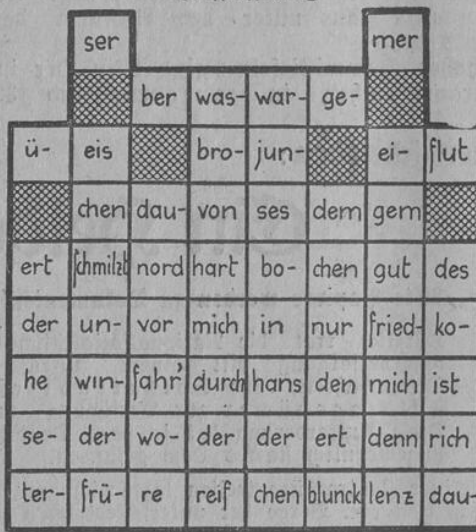 ser mer
ber was- war- ge-
ü- eis bro- jun- ei- flut
chen dau- von ses dem gem
ert schmilzt nord hart bo- chen gut des
der un- vor mich in nur fried- ko-
he win- fahr' durch hans den mich ist
se- der wo- der der ert denn rich
ter- frü- re reif chen blunck lenz dau-